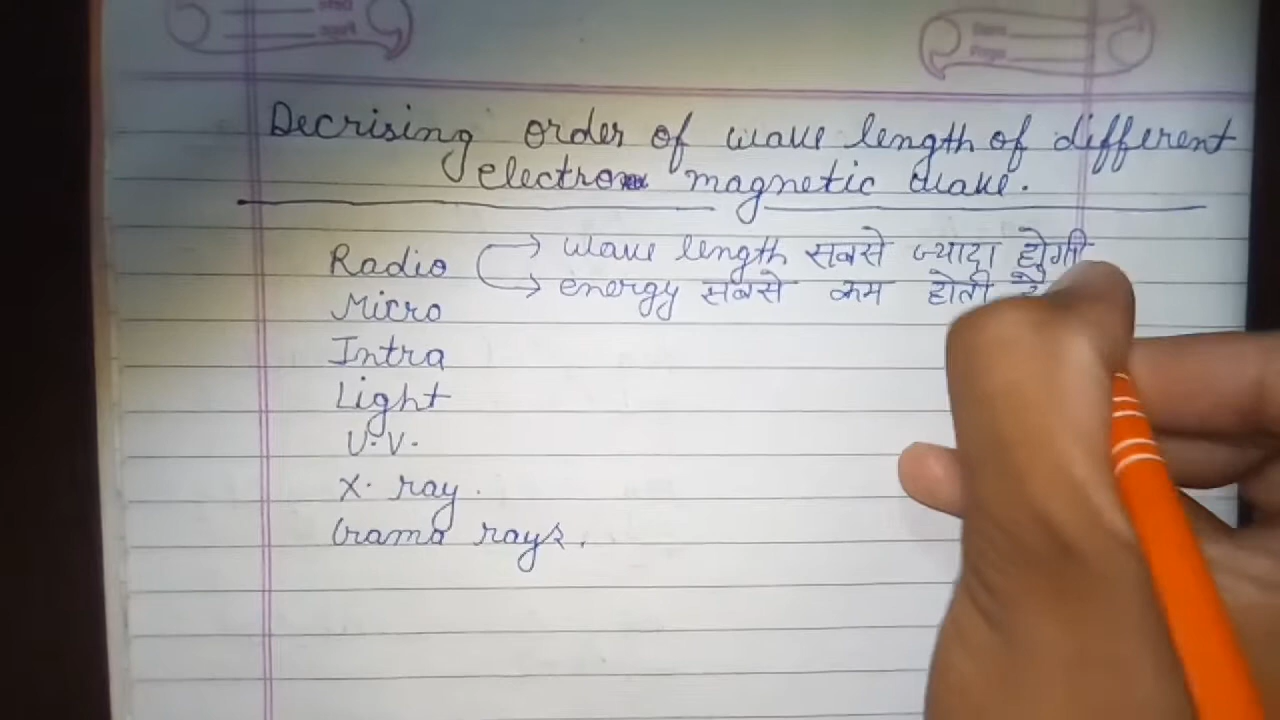 Decrising order of wave length of different
electro magnetic wave.
Radio → wave length सबसे ज्यादा होगी
→ energy सबसे कम होती है
Micro
Intra
Light
U.V.
X. ray.
Grama rays.